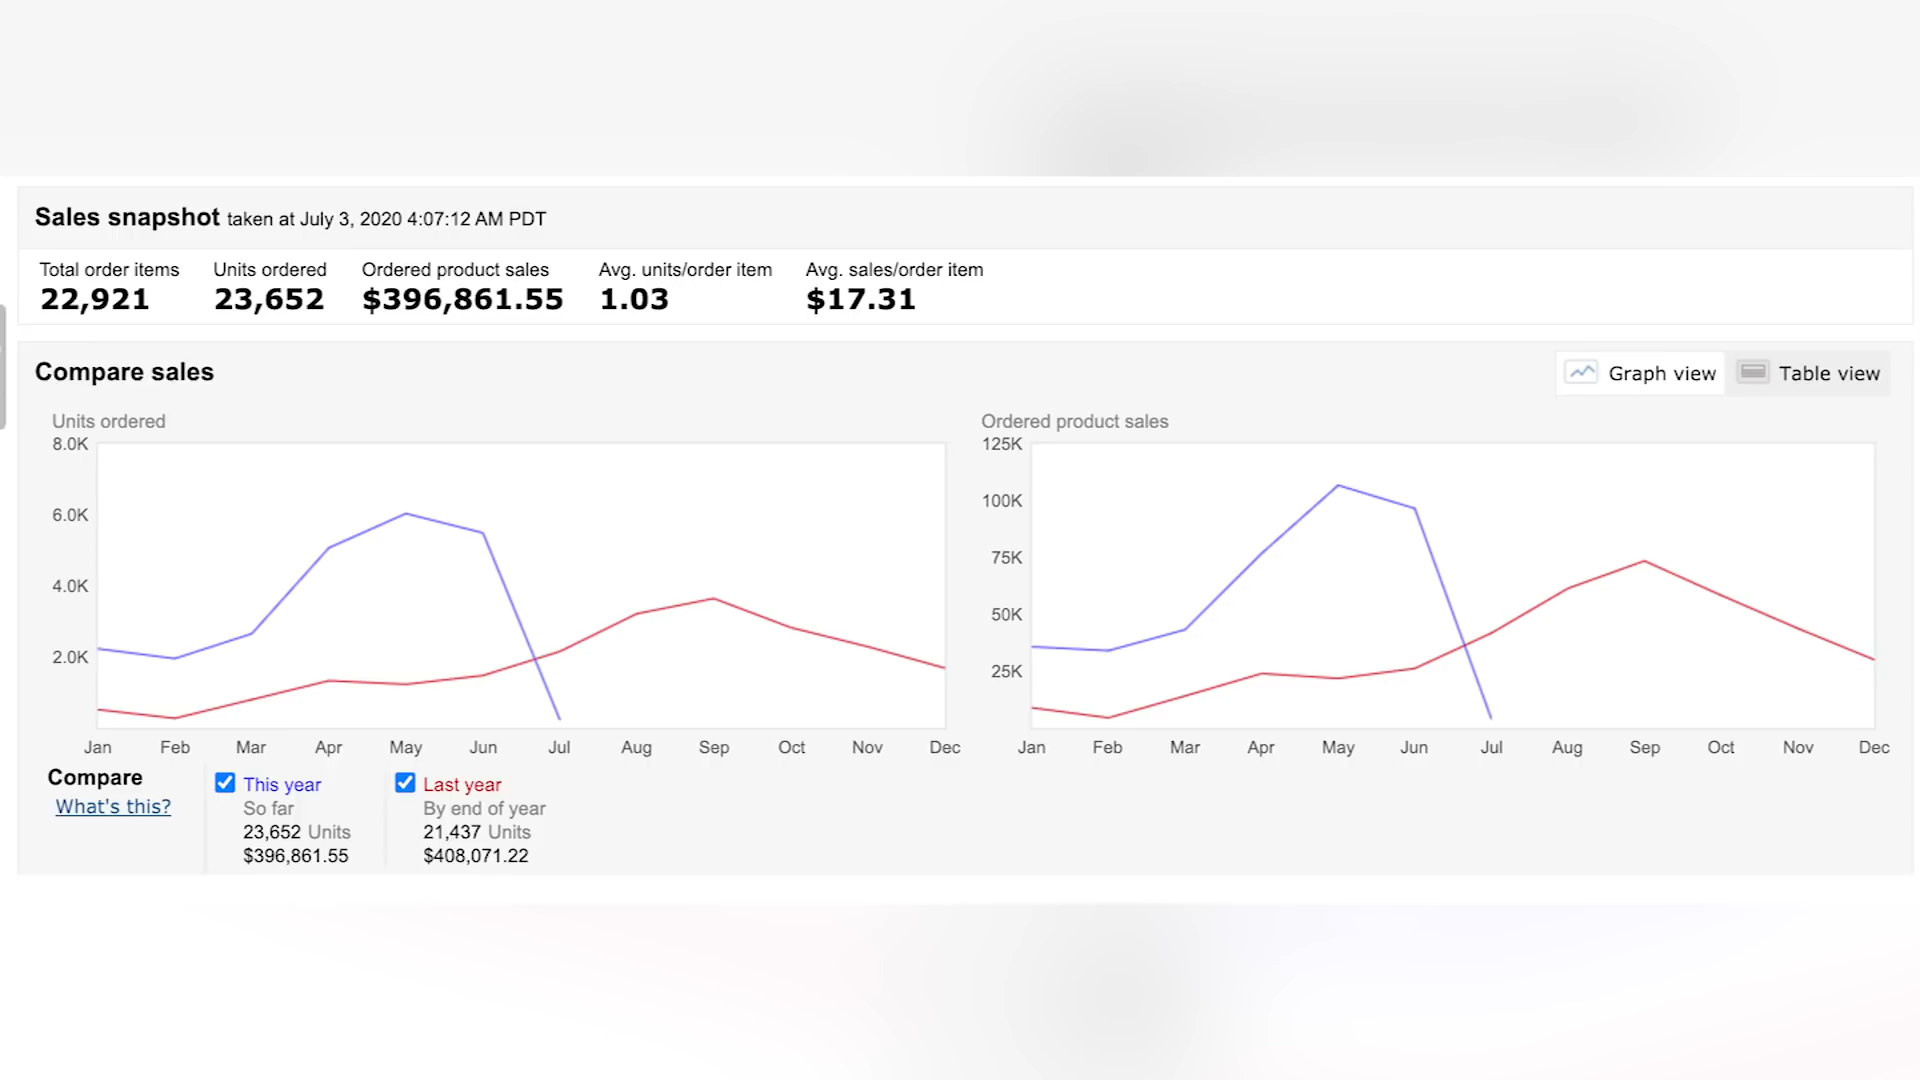 Sales snapshot taken at July 3, 2020 4:07:12 AM PDT
Total order items Units ordered Ordered product sales Avg. units/order item Avg. sales/order item
22,921 23,652 $396,861.55 1.03 $17.31
Compare sales
Graph view Table view
Units ordered
8.0K
6.0K
4.0K
2.0K
Jan Feb Mar Apr May Jun Jul Aug Sep Oct Nov Dec
Ordered product sales
125K
100K
75K
50K
25K
Jan Feb Mar Apr May Jun Jul Aug Sep Oct Nov Dec
Compare
What's this?
This year
So far
23,652 Units
$396,861.55
Last year
By end of year
21,437 Units
$408,071.22